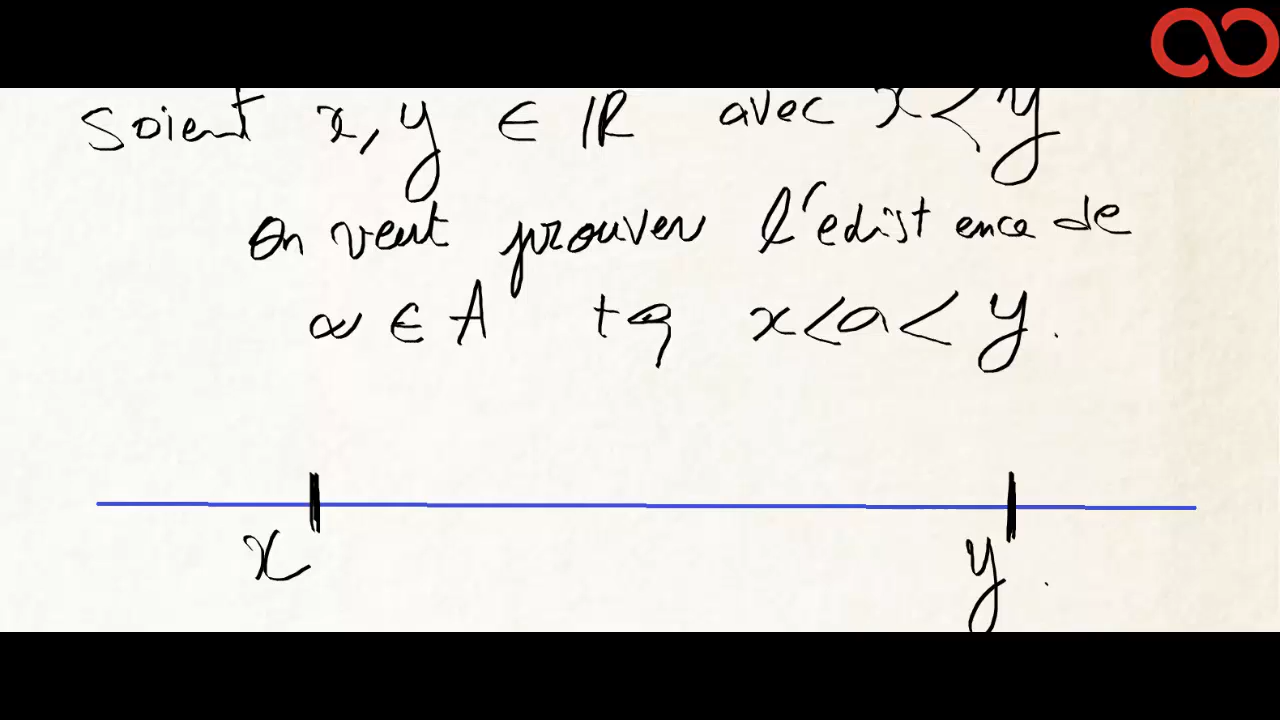 Soient x, y ∈ ℝ avec x < y
On veut prouver l'existence de
a ∈ A tq x < a < y.
x y